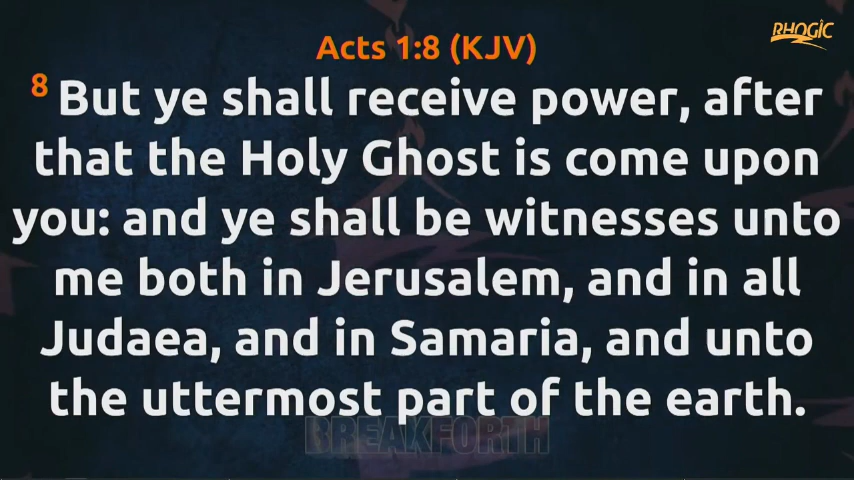 RHOGIC
Acts 1:8 (KJV)
8 But ye shall receive power, after
that the Holy Ghost is come upon
you: and ye shall be witnesses unto
me both in Jerusalem, and in all
Judaea, and in Samaria, and unto
the uttermost part of the earth.
BREAKFORTH